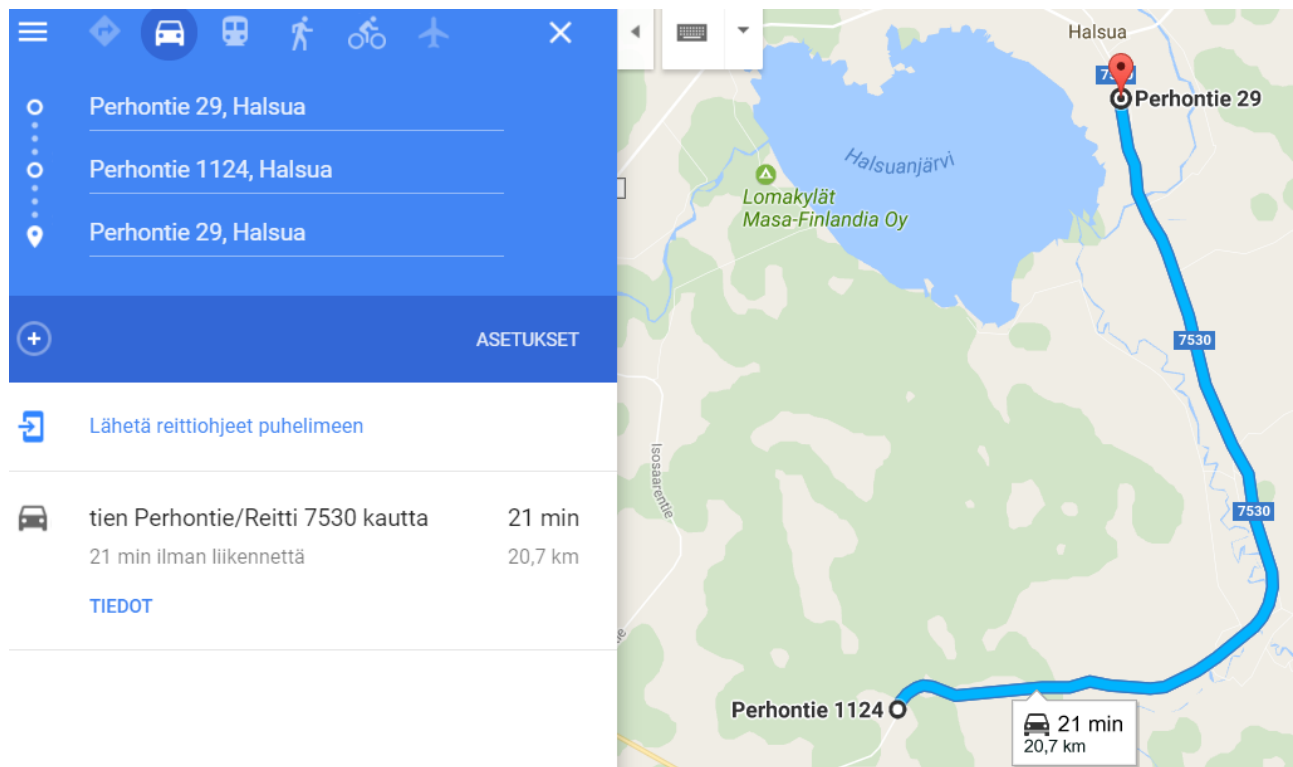 Perhontie 29, Halsua
Perhontie 1124, Halsua
Perhontie 29, Halsua
ASETUKSET
Lähetä reittiohjeet puhelimeen
tien Perhontie/Reitti 7530 kautta 21 min
21 min ilman liikennettä 20,7 km
TIEDOT
Halsua
Perhontie 29
Halsuanjärvi
Lomakylät
Masa-Finlandia Oy
7530
Isosaarentie
7530
Perhontie 1124
21 min
20,7 km